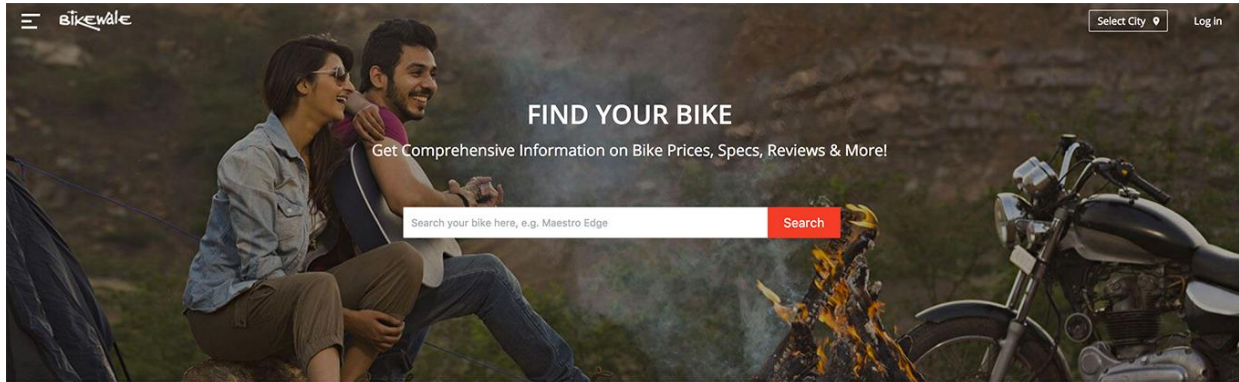 BikeWale
Select City
Log in
FIND YOUR BIKE
Get Comprehensive Information on Bike Prices, Specs, Reviews & More!
Search your bike here, e.g. Maestro Edge
Search